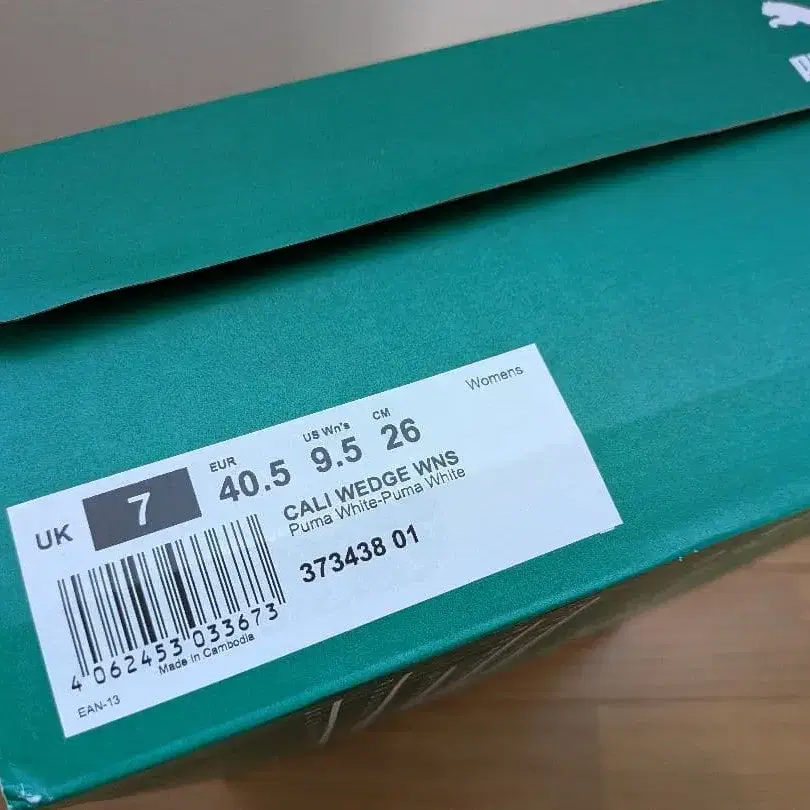 Womens
UK 7 EUR 40.5 US Wn's 9.5 CM 26
CALI WEDGE WNS
Puma White-Puma White
373438 01
4 062453 033673
Made in Cambodia
EAN-13